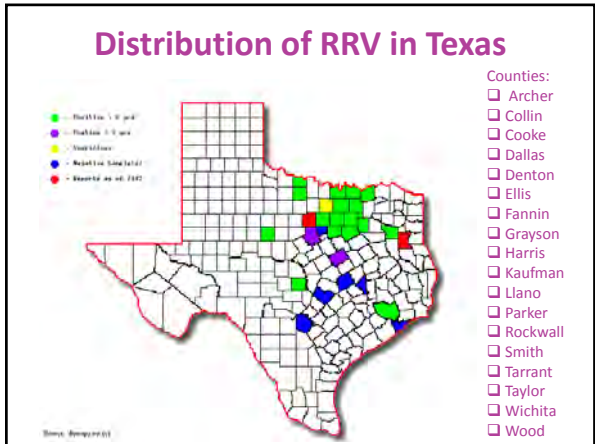 Distribution of RRV in Texas
Counties:
Archer
Collin
Cooke
Dallas
Denton
Ellis
Fannin
Grayson
Harris
Kaufman
Llano
Parker
Rockwall
Smith
Tarrant
Taylor
Wichita
Wood